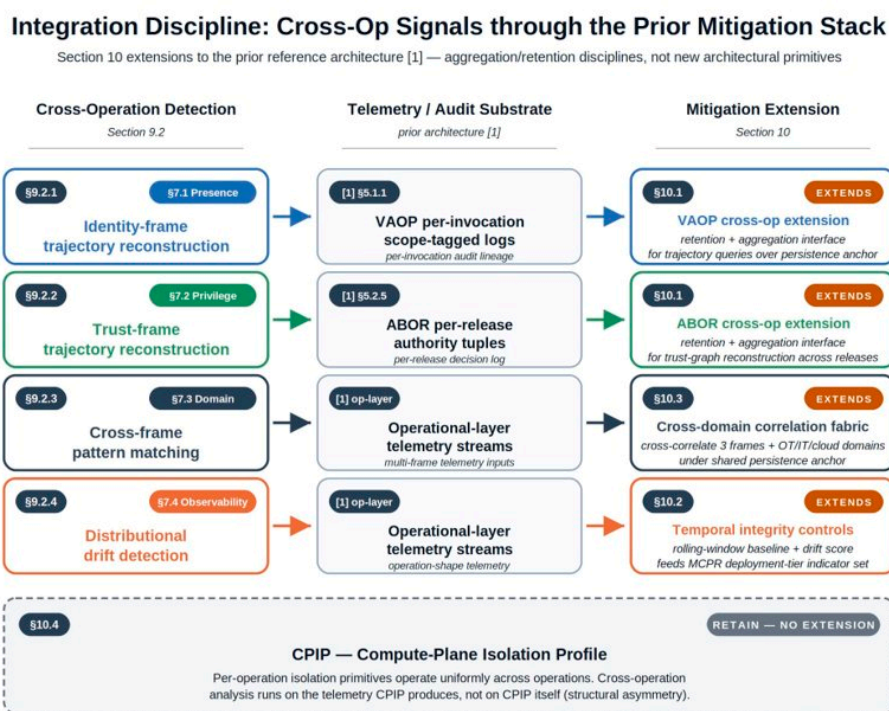 Integration Discipline: Cross-Op Signals through the Prior Mitigation Stack
Section 10 extensions to the prior reference architecture [1] — aggregation/retention disciplines, not new architectural primitives
Cross-Operation Detection
Section 9.2
Telemetry / Audit Substrate
prior architecture [1]
Mitigation Extension
Section 10
§9.2.1
§7.1 Presence
Identity-frame
trajectory reconstruction
[1] §5.1.1
VAOP per-invocation
scope-tagged logs
per-invocation audit lineage
§10.1
EXTENDS
VAOP cross-op extension
retention + aggregation interface
for trajectory queries over persistence anchor
§9.2.2
§7.2 Privilege
Trust-frame
trajectory reconstruction
[1] §5.2.5
ABOR per-release
authority tuples
per-release decision log
§10.1
EXTENDS
ABOR cross-op extension
retention + aggregation interface
for trust-graph reconstruction across releases
§9.2.3
§7.3 Domain
Cross-frame
pattern matching
[1] op-layer
Operational-layer
telemetry streams
multi-frame telemetry inputs
§10.3
EXTENDS
Cross-domain correlation fabric
cross-correlate 3 frames + OT/IT/cloud domains
under shared persistence anchor
§9.2.4
§7.4 Observability
Distributional
drift detection
[1] op-layer
Operational-layer
telemetry streams
operation-shape telemetry
§10.2
EXTENDS
Temporal integrity controls
rolling-window baseline + drift score
feeds MCPR deployment-tier indicator set
§10.4
RETAIN — NO EXTENSION
CPIP — Compute-Plane Isolation Profile
Per-operation isolation primitives operate uniformly across operations. Cross-operation
analysis runs on the telemetry CPIP produces, not on CPIP itself (structural asymmetry).